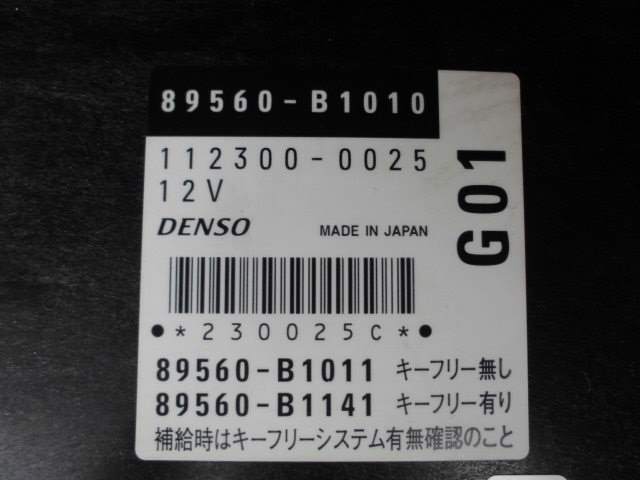 89560-B1010
112300-0025
12V
DENSO MADE IN JAPAN
G01
*230025C*
89560-B1011 キーフリー無し
89560-B1141 キーフリー有り
補給時はキーフリーシステム有無確認のこと